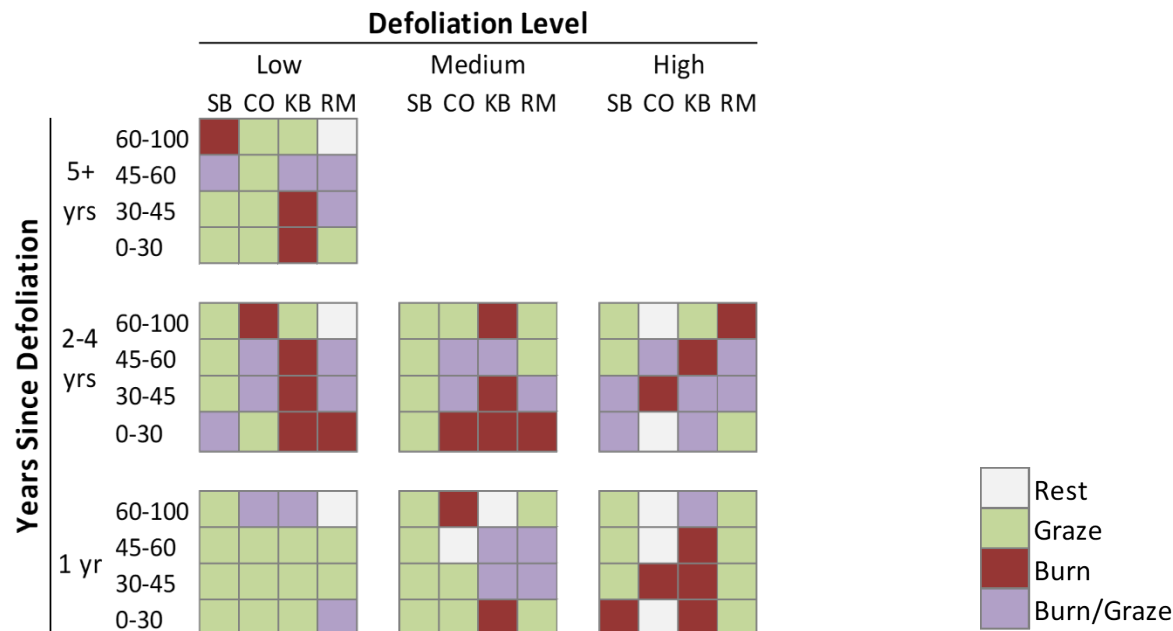 Defoliation Level
Low Medium High
SB CO KB RM SB CO KB RM SB CO KB RM
Years Since Defoliation
5+
yrs
60-100
45-60
30-45
0-30
2-4
yrs
60-100
45-60
30-45
0-30
1 yr
60-100
45-60
30-45
0-30
Rest
Graze
Burn
Burn/Graze